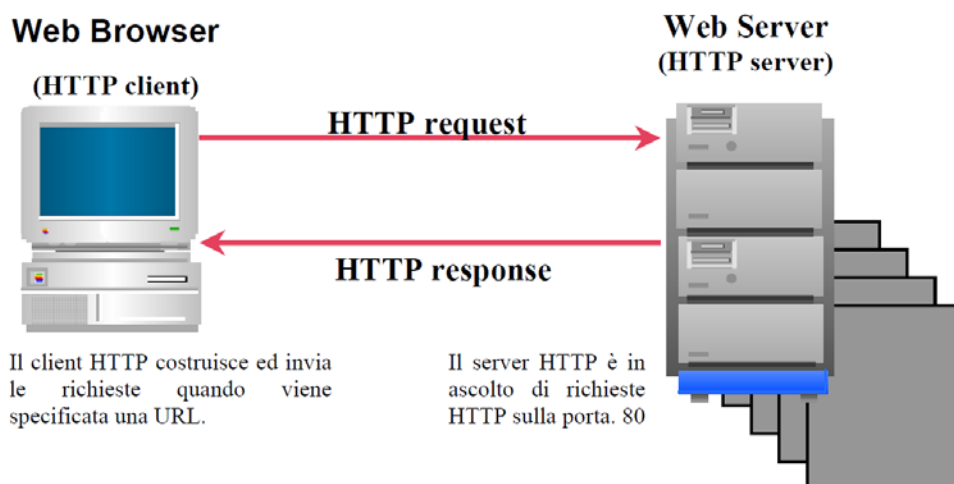 Web Browser
(HTTP client)
Web Server
(HTTP server)
HTTP request
HTTP response
Il client HTTP costruisce ed invia
le richieste quando viene
specificata una URL.
Il server HTTP è in
ascolto di richieste
HTTP sulla porta. 80